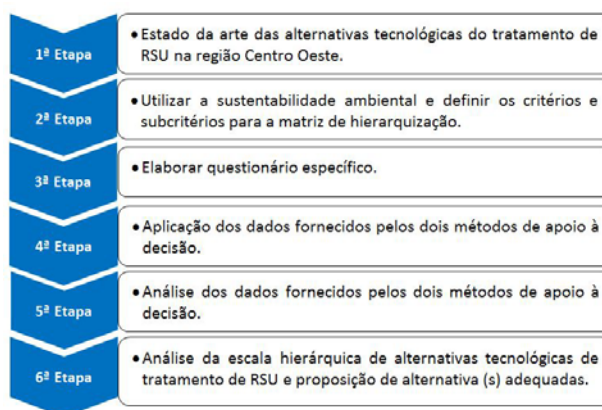 1ª Etapa
• Estado da arte das alternativas tecnológicas do tratamento de
RSU na região Centro Oeste.
2ª Etapa
• Utilizar a sustentabilidade ambiental e definir os critérios e
subcritérios para a matriz de hierarquização.
3ª Etapa
• Elaborar questionário específico.
4ª Etapa
• Aplicação dos dados fornecidos pelos dois métodos de apoio à
decisão.
5ª Etapa
• Análise dos dados fornecidos pelos dois métodos de apoio à
decisão.
6ª Etapa
• Análise da escala hierárquica de alternativas tecnológicas de
tratamento de RSU e proposição de alternativa (s) adequadas.